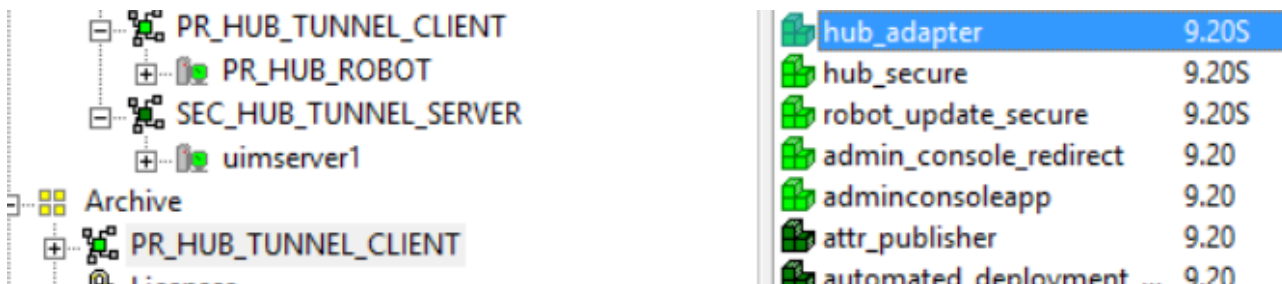 PR_HUB_TUNNEL_CLIENT
PR_HUB_ROBOT
SEC_HUB_TUNNEL_SERVER
uimserver1
Archive
PR_HUB_TUNNEL_CLIENT
hub_adapter 9.20S
hub_secure 9.20S
robot_update_secure 9.20S
admin_console_redirect 9.20
adminconsoleapp 9.20
attr_publisher 9.20
automated_deployment ... 9.20